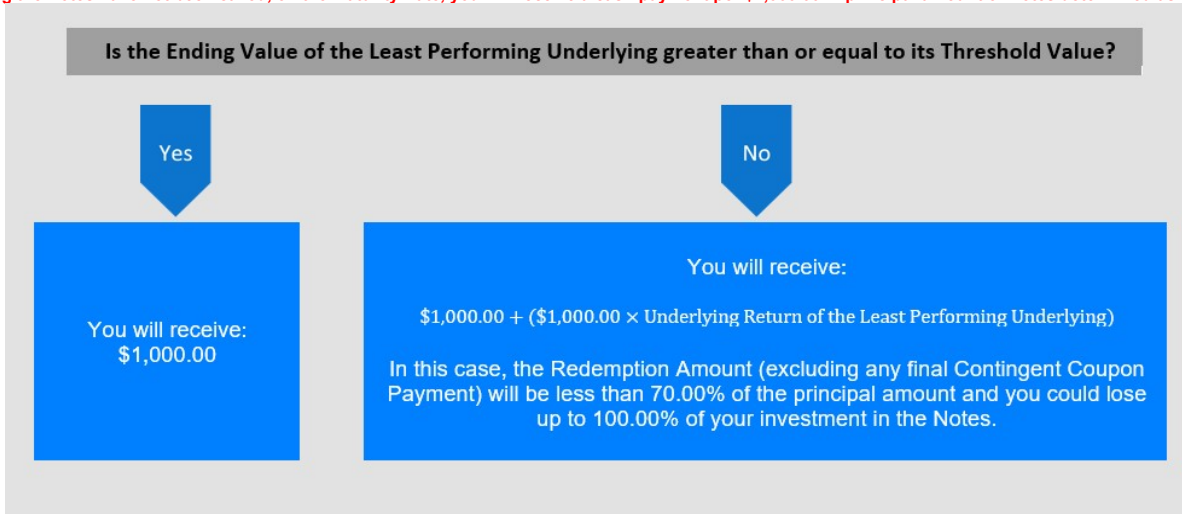 Is the Ending Value of the Least Performing Underlying greater than or equal to its Threshold Value?
Yes
No
You will receive:
$1,000.00
You will receive:
$1,000.00 + ($1,000.00 × Underlying Return of the Least Performing Underlying)
In this case, the Redemption Amount (excluding any final Contingent Coupon
Payment) will be less than 70.00% of the principal amount and you could lose
up to 100.00% of your investment in the Notes.